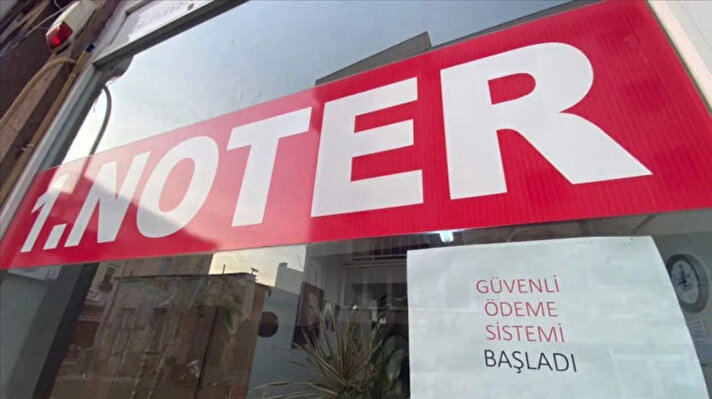 1.NOTER
GÜVENLİ
ÖDEME
SİSTEMİ
BAŞLADI